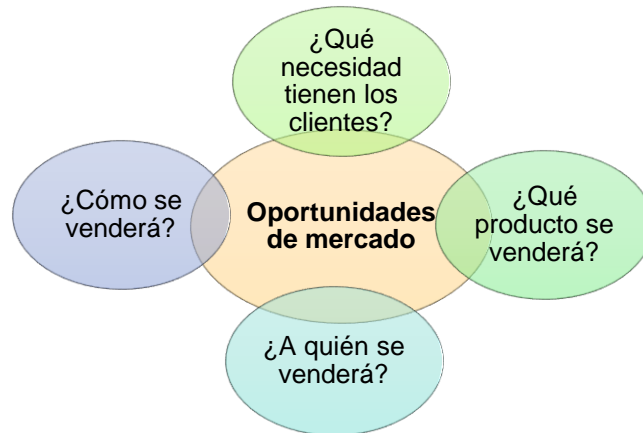 ¿Qué
necesidad
tienen los
clientes?
¿Cómo se
venderá?
Oportunidades
de mercado
¿Qué
producto se
venderá?
¿A quién se
venderá?